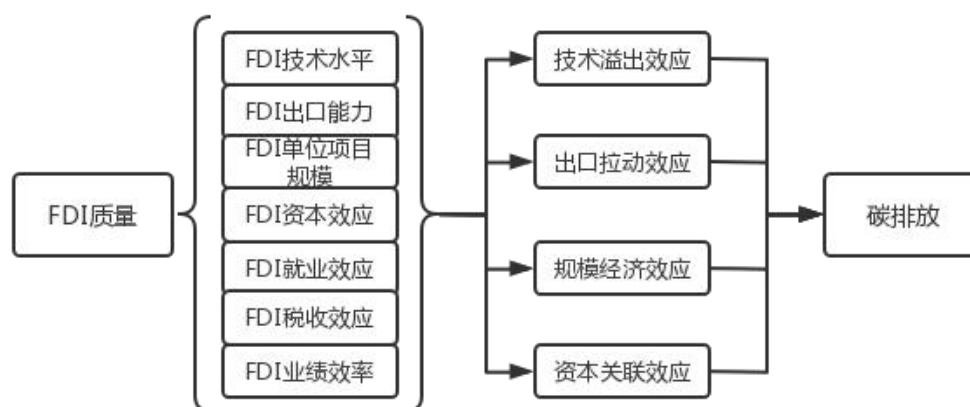 FDI质量
FDI技术水平
FDI出口能力
FDI单位项目
规模
FDI资本效应
FDI就业效应
FDI税收效应
FDI业绩效率
技术溢出效应
出口拉动效应
规模经济效应
资本关联效应
碳排放